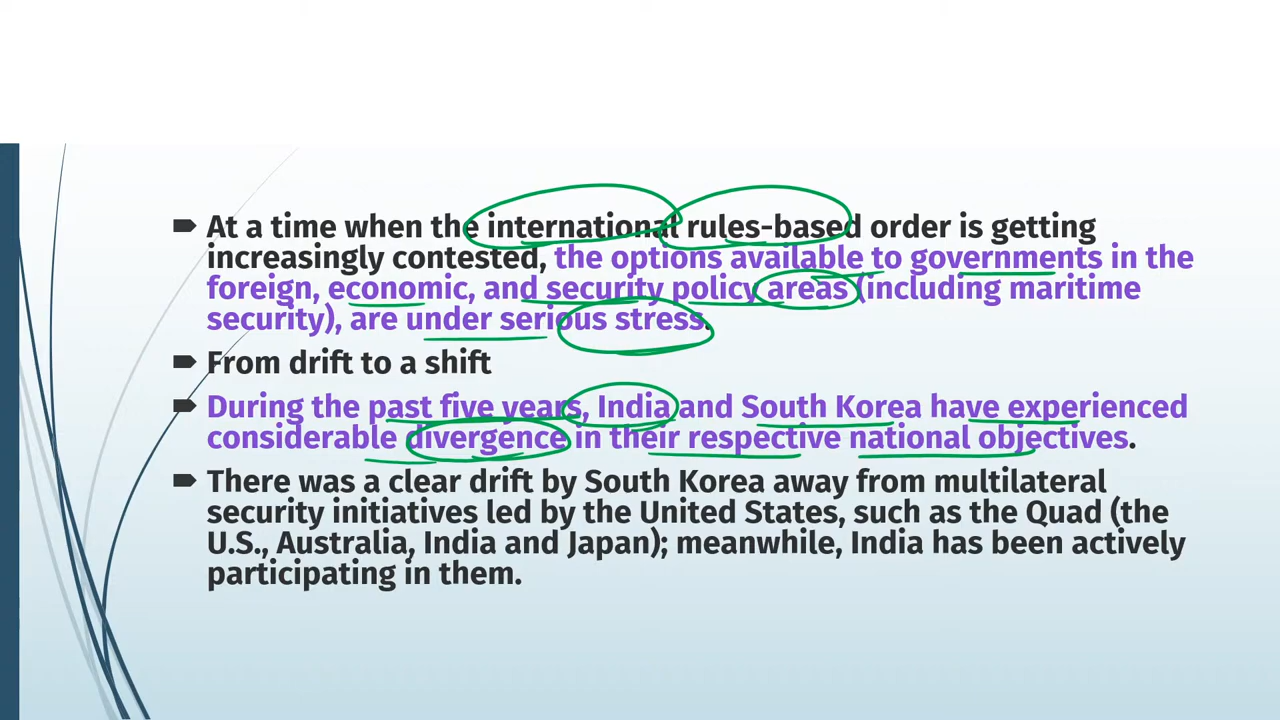 At a time when the international rules-based order is getting
increasingly contested, the options available to governments in the
foreign, economic, and security policy areas (including maritime
security), are under serious stress.
From drift to a shift
During the past five years, India and South Korea have experienced
considerable divergence in their respective national objectives.
There was a clear drift by South Korea away from multilateral
security initiatives led by the United States, such as the Quad (the
U.S., Australia, India and Japan); meanwhile, India has been actively
participating in them.